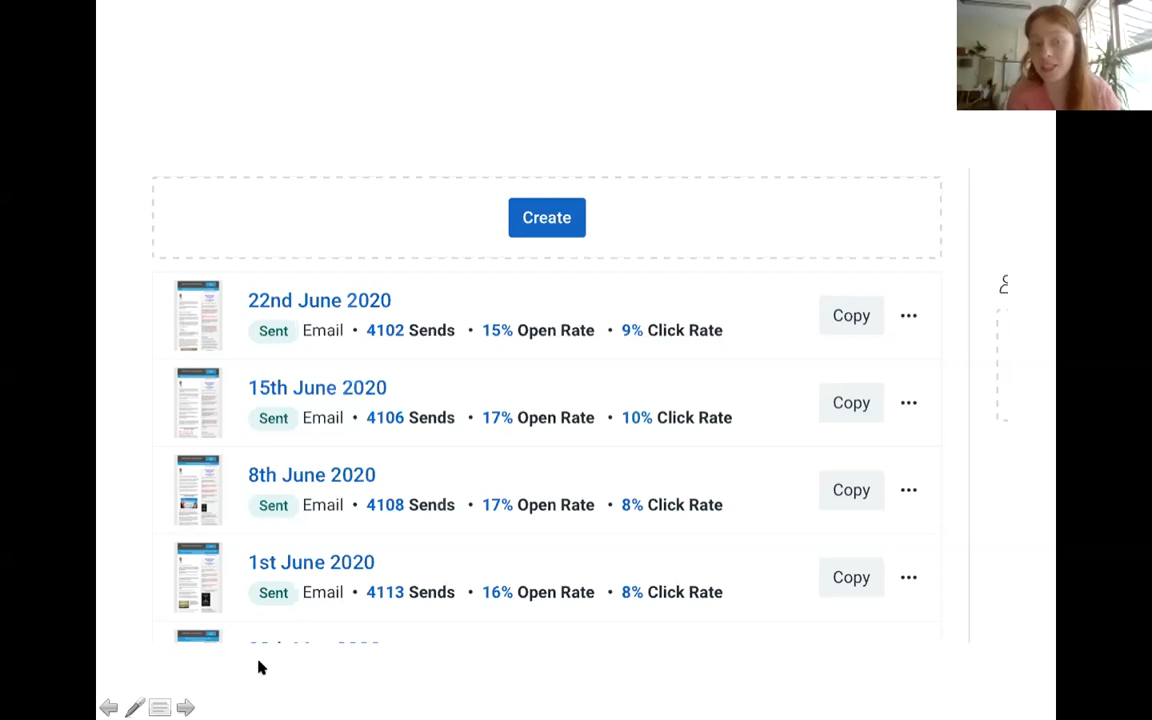 Create
22nd June 2020
Sent Email • 4102 Sends • 15% Open Rate • 9% Click Rate
Copy
15th June 2020
Sent Email • 4106 Sends • 17% Open Rate • 10% Click Rate
Copy
8th June 2020
Sent Email • 4108 Sends • 17% Open Rate • 8% Click Rate
Copy
1st June 2020
Sent Email • 4113 Sends • 16% Open Rate • 8% Click Rate
Copy